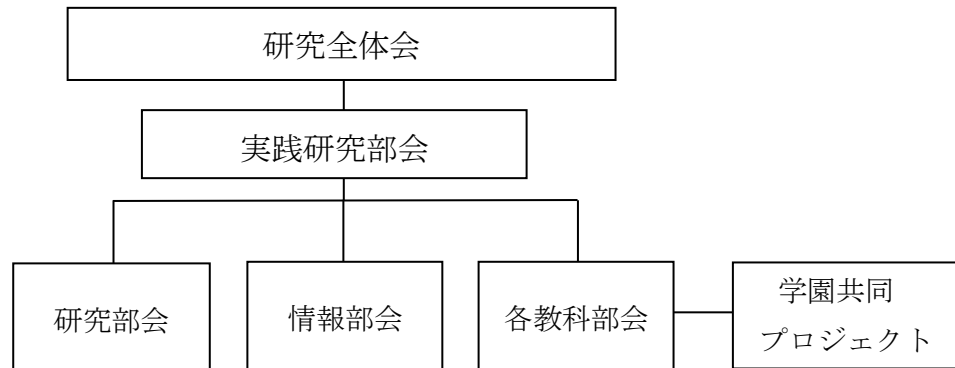 研究全体会
実践研究部会
研究部会
情報部会
各教科部会
学園共同
プロジェクト